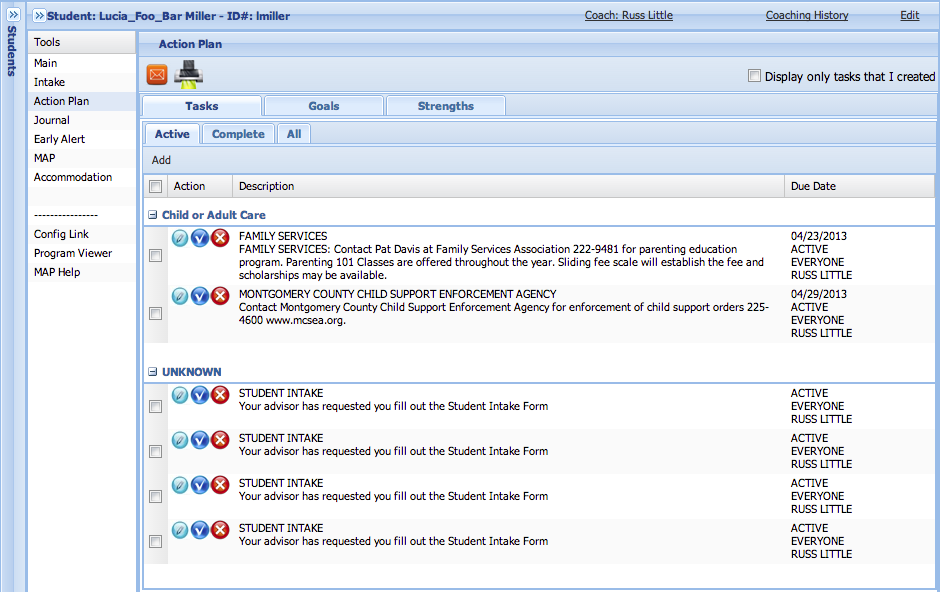 Student: Lucia_Foo_Bar Miller - ID#: lmiller
Coach: Russ Little
Coaching History
Edit
Students
Tools
Main
Intake
Action Plan
Journal
Early Alert
MAP
Accommodation
----------------
Config Link
Program Viewer
MAP Help
Action Plan
Display only tasks that I created
Tasks
Goals
Strengths
Active
Complete
All
Add
Action
Description
Due Date
Child or Adult Care
FAMILY SERVICES
FAMILY SERVICES: Contact Pat Davis at Family Services Association 222-9481 for parenting education
program. Parenting 101 Classes are offered throughout the year. Sliding fee scale will establish the fee and
scholarships may be available.
04/23/2013
ACTIVE
EVERYONE
RUSS LITTLE
MONTGOMERY COUNTY CHILD SUPPORT ENFORCEMENT AGENCY
Contact Montgomery County Child Support Enforcement Agency for enforcement of child support orders 225-
4600 www.mcsea.org.
04/29/2013
ACTIVE
EVERYONE
RUSS LITTLE
UNKNOWN
STUDENT INTAKE
Your advisor has requested you fill out the Student Intake Form
ACTIVE
EVERYONE
RUSS LITTLE
STUDENT INTAKE
Your advisor has requested you fill out the Student Intake Form
ACTIVE
EVERYONE
RUSS LITTLE
STUDENT INTAKE
Your advisor has requested you fill out the Student Intake Form
ACTIVE
EVERYONE
RUSS LITTLE
STUDENT INTAKE
Your advisor has requested you fill out the Student Intake Form
ACTIVE
EVERYONE
RUSS LITTLE